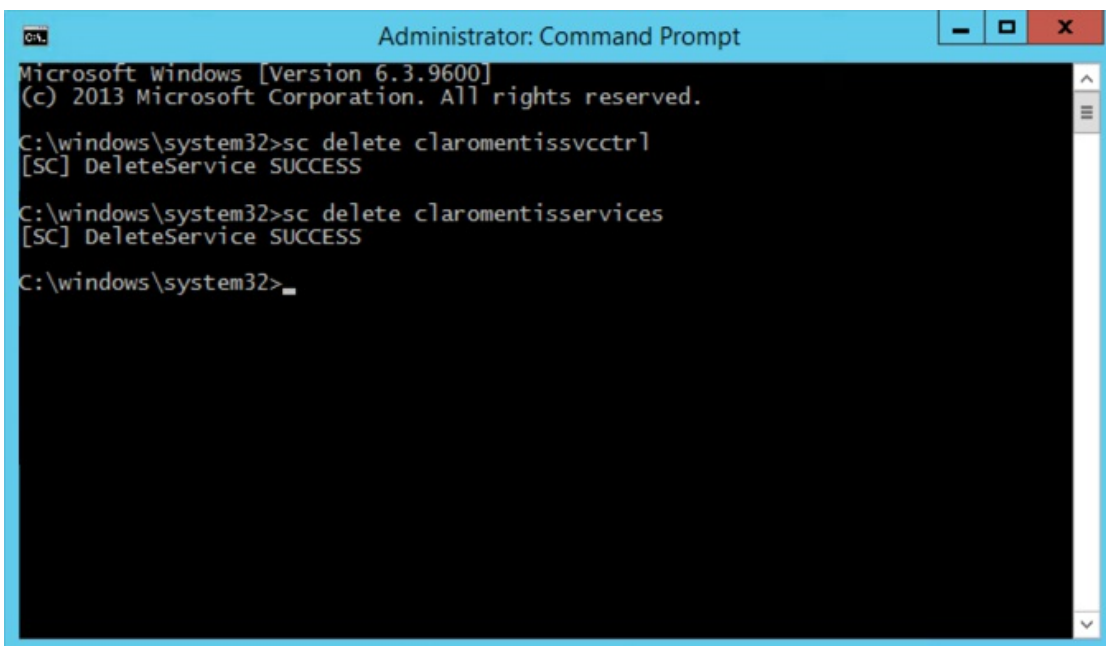 Administrator: Command Prompt
Microsoft Windows [Version 6.3.9600]
(c) 2013 Microsoft Corporation. All rights reserved.
C:\windows\system32>sc delete claromentissvcctrl
[SC] DeleteService SUCCESS
C:\windows\system32>sc delete claromentisservices
[SC] DeleteService SUCCESS
C:\windows\system32>